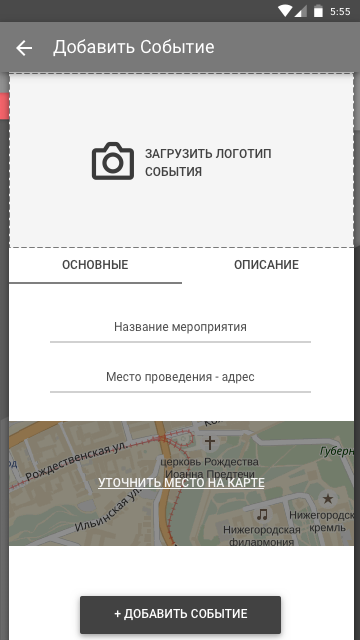 5:55
Добавить Событие
ЗАГРУЗИТЬ ЛОГОТИП
СОБЫТИЯ
ОСНОВНЫЕ
ОПИСАНИЕ
Название мероприятия
Место проведения - адрес
Рождественская ул.
церковь Рождества
Иоанна Предтечи
УТОЧНИТЬ МЕСТО НА КАРТЕ
Ильинская ул.
Нижегородская
филармония
Нижегородск
кремль
+ ДОБАВИТЬ СОБЫТИЕ